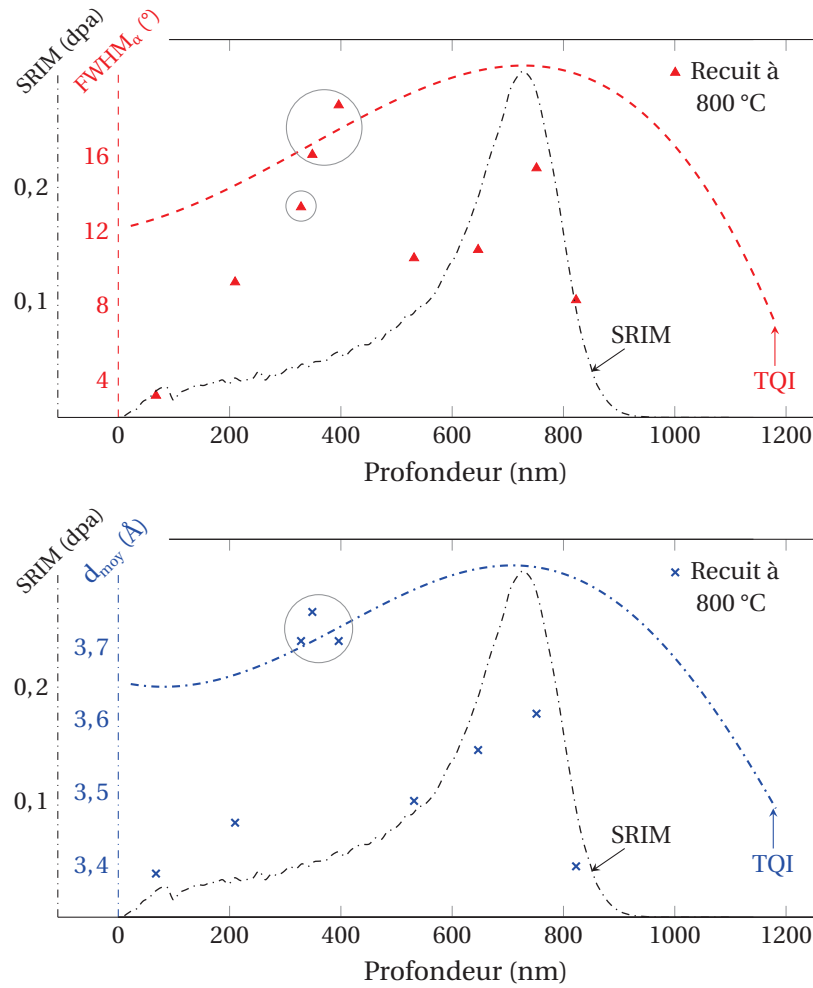 SRIM (dpa)
FWHMα (°)
Recuit à
800 °C
16
0,2
12
0,1
8
SRIM
4
TQI
0 200 400 600 800 1000 1200
Profondeur (nm)
SRIM (dpa)
dmoy (Å)
Recuit à
800 °C
3,7
0,2
3,6
3,5
0,1
SRIM
3,4
TQI
0 200 400 600 800 1000 1200
Profondeur (nm)